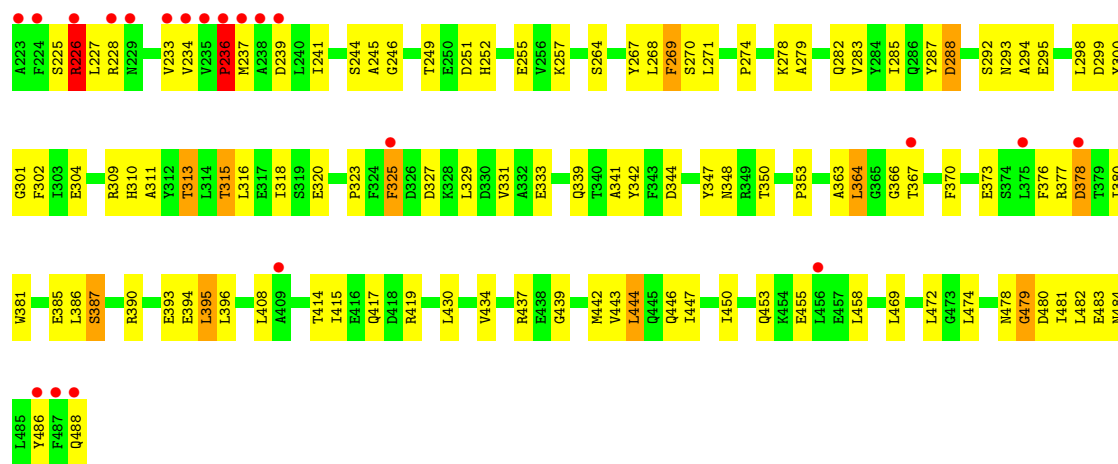 A223 F224 S225 R226 L227 R228 N229 V233 V234 V235 P236 M237 A238 D239 L240 I241 S244 A245 G246 T249 E250 D251 H252 E255 V256 K257 S264 Y267 L268 F269 S270 L271 P274 K278 A279 Q282 V283 Y284 I285 Q286 Y287 D288 S292 N293 A294 E295 L298 D299 Y300
G301 F302 I303 E304 R309 H310 A311 Y312 T313 L314 T315 L316 E317 I318 S319 E320 P323 F324 F325 D326 D327 K328 L329 D330 V331 A332 E333 Q339 T340 A341 Y342 F343 D344 Y347 N348 R349 T350 P353 A363 L364 G365 G366 T367 F370 E373 S374 L375 F376 R377 D378 T379 I380
W381 E385 L386 S387 R390 E393 E394 L395 L396 L408 A409 T414 I415 E416 Q417 D418 R419 L430 V434 R437 E438 G439 M442 V443 L444 Q445 Q446 I447 I450 Q453 K454 E455 L456 E457 L458 L469 L472 G473 L474 N478 G479 D480 I481 L482 E483 N484
L485 Y486 F487 Q488